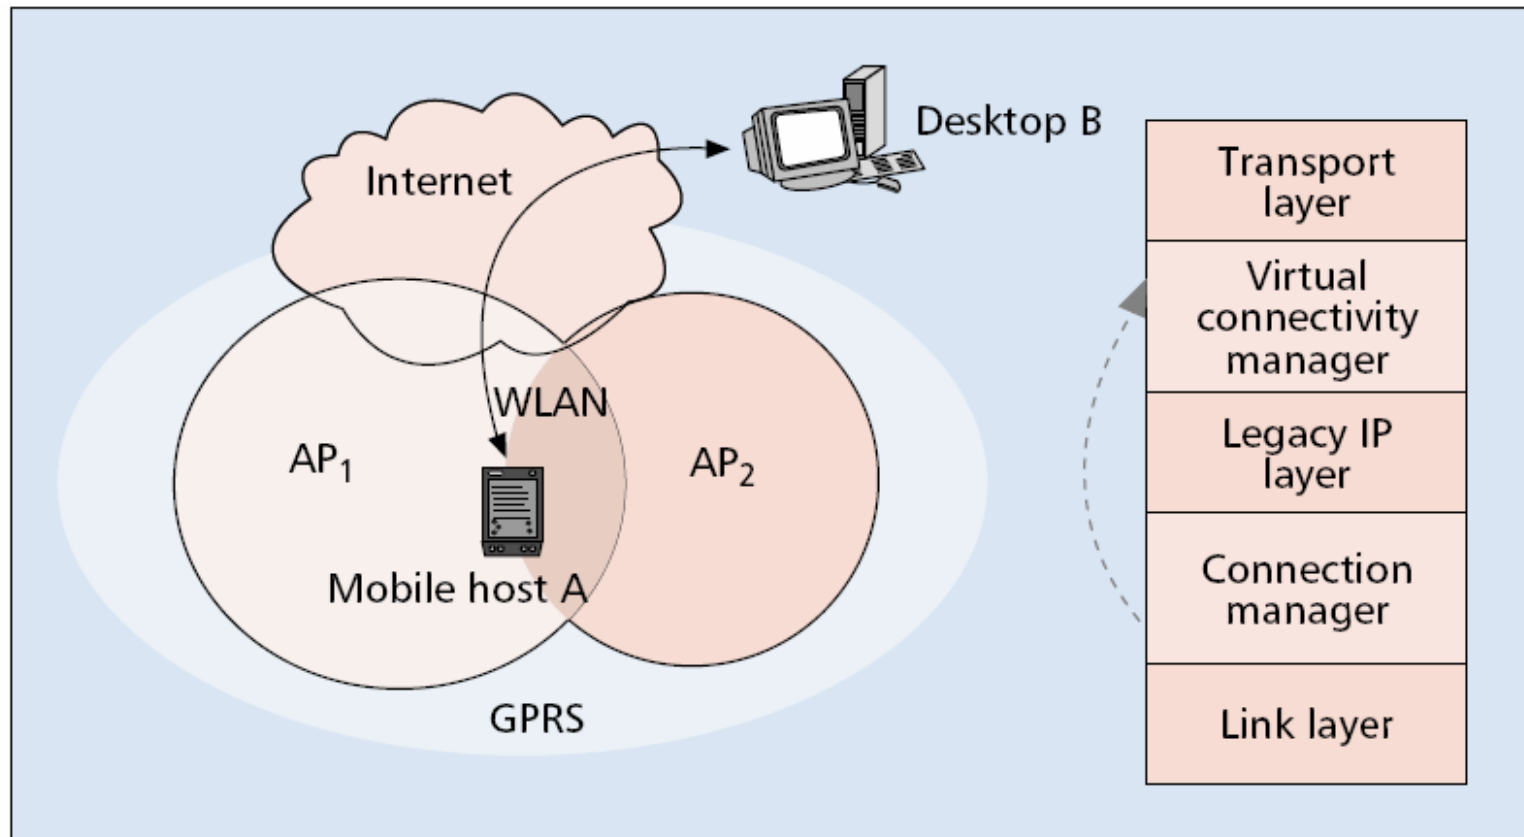 Internet
Desktop B
WLAN
AP1
AP2
Mobile host A
GPRS
Transport
layer
Virtual
connectivity
manager
Legacy IP
layer
Connection
manager
Link layer